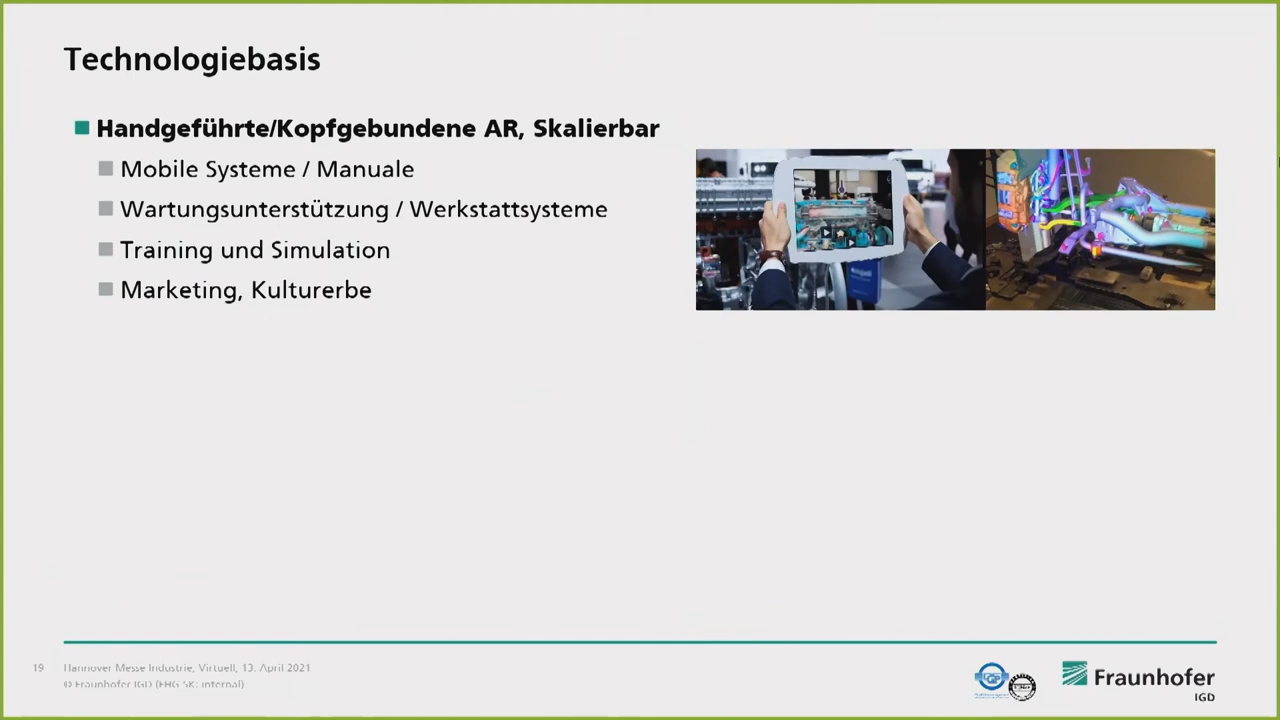 Technologiebasis
Handgeführte/Kopfgebundene AR, Skalierbar
Mobile Systeme / Manuale
Wartungsunterstützung / Werkstattsysteme
Training und Simulation
Marketing, Kulturerbe
19 Hannover Messe Industrie, Virtuell, 13. April 2021
© Fraunhofer IGD (FHG SK: internal)
Fraunhofer
IGD